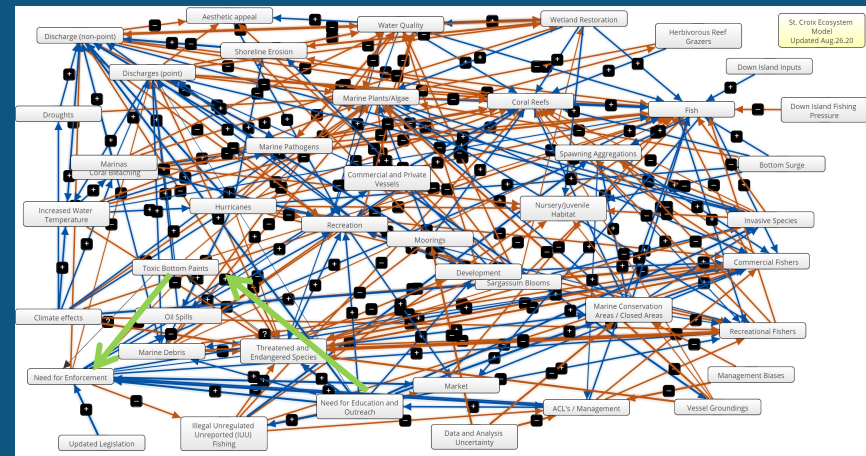 Aesthetic appeal
Discharge (non-point)
Water Quality
Wetland Restoration
Herbivorous Reef
Grazers
St. Croix Ecosystem
Model
Updated Aug.26.20
Shoreline Erosion
Discharges (point)
Down Island Inputs
Marine Plants/Algae
Coral Reefs
Fish
Down Island Fishing
Pressure
Droughts
Marine Pathogens
Spawning Aggregations
Marinas
Coral Bleaching
Commercial and Private
Vessels
Bottom Surge
Increased Water
Temperature
Hurricanes
Nursery/Juvenile
Habitat
Invasive Species
Recreation
Moorings
Commercial Fishers
Toxic Bottom Paints
Development
Sargassum Blooms
Climate effects
Oil Spills
Marine Conservation
Areas / Closed Areas
Recreational Fishers
Marine Debris
Threatened and
Endangered Species
Need for Enforcement
Market
Management Biases
Need for Education and
Outreach
ACL's / Management
Vessel Groundings
Updated Legislation
Illegal Unregulated
Unreported (IUU)
Fishing
Data and Analysis
Uncertainty